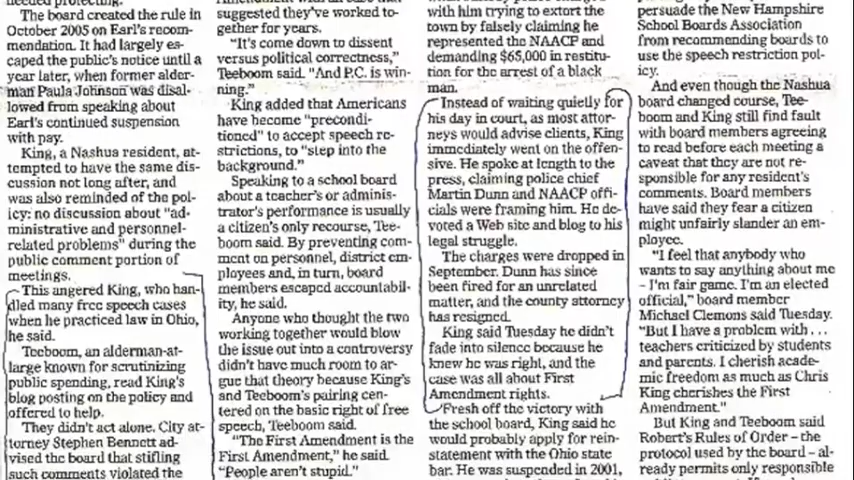 The board created the rule in
October 2005 on Earl's recom-
mendation. It had largely es-
caped the public's notice until a
year later, when former alder-
man Paula Johnson was disal-
lowed from speaking about
Earl's continued suspension
with pay.
King, a Nashua resident, at-
tempted to have the same dis-
cussion not long after, and
was also reminded of the pol-
icy: no discussion about "ad-
ministrative and personnel-
related problems" during the
public comment portion of
meetings.
This angered King, who han-
dled many free speech cases
when he practiced law in Ohio,
he said.
Teeboom, an alderman-at-
large known for scrutinizing
public spending, read King's
blog posting on the policy and
offered to help.
They didn't act alone. City at-
torney Stephen Bennett ad-
vised the board that stifling
such comments violated the
suggested they've worked to-
gether for years.
"It's come down to dissent
versus political correctness,"
Teeboom said. "And P.C. is win-
ning."
King added that Americans
have become "precondi-
tioned" to accept speech re-
strictions, to "step into the
background."
Speaking to a school board
about a teacher's or adminis-
trator's performance is usually
a citizen's only recourse, Tee-
boom said. By preventing com-
ment on personnel, district em-
ployees and, in turn, board
members escaped accountabil-
ity, he said.
Anyone who thought the two
working together would blow
the issue out into a controversy
didn't have much room to ar-
gue that theory because King's
and Teeboom's pairing cen-
tered on the basic right of free
speech, Teeboom said.
"The First Amendment is the
First Amendment," he said.
"People aren't stupid."
with him trying to extort the
town by falsely claiming he
represented the NAACP and
demanding $65,000 in restitu-
tion for the arrest of a black
man.
Instead of waiting quietly for
his day in court, as most attor-
neys would advise clients, King
immediately went on the offen-
sive. He spoke at length to the
press, claiming police chief
Martin Dunn and NAACP offi-
cials were framing him. He de-
voted a Web site and blog to his
legal struggle.
The charges were dropped in
September. Dunn has since
been fired for an unrelated
matter, and the county attorney
has resigned.
King said Tuesday he didn't
fade into silence because he
knew he was right, and the
case was all about First
Amendment rights.
Fresh off the victory with
the school board, King said he
would probably apply for rein-
statement with the Ohio state
bar. He was suspended in 2001,
persuade the New Hampshire
School Boards Association
from recommending boards to
use the speech restriction pol-
icy.
And even though the Nashua
board changed course, Tee-
boom and King still find fault
with board members agreeing
to read before each meeting a
caveat that they are not re-
sponsible for any resident's
comments. Board members
have said they fear a citizen
might unfairly slander an em-
ployee.
"I feel that anybody who
wants to say anything about me
– I'm fair game. I'm an elected
official," board member
Michael Clemons said Tuesday.
"But I have a problem with . . .
teachers criticized by students
and parents. I cherish acade-
mic freedom as much as Chris
King cherishes the First
Amendment."
But King and Teeboom said
Robert's Rules of Order – the
protocol used by the board – al-
ready permits only responsible